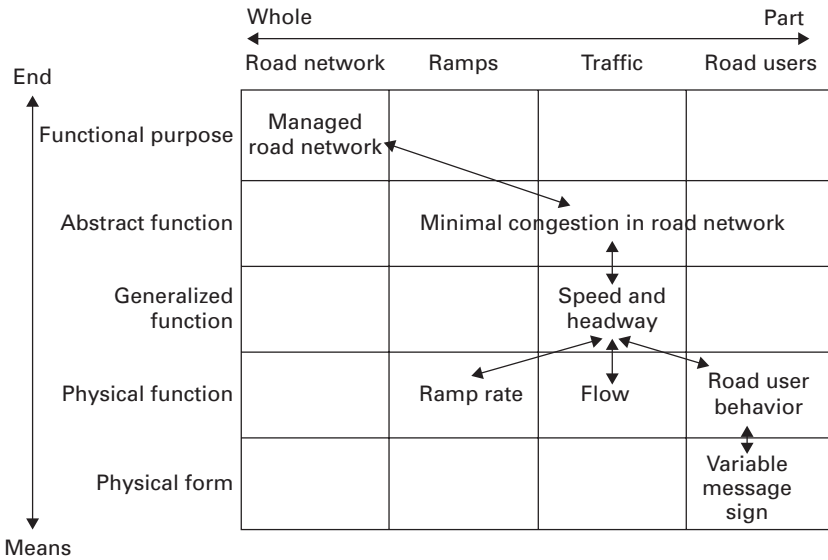 Whole Part
Road network Ramps Traffic Road users
End
Functional purpose
Managed
road network
Abstract function
Minimal congestion in road network
Generalized
function
Speed and
headway
Physical function
Ramp rate
Flow
Road user
behavior
Physical form
Variable
message
sign
Means